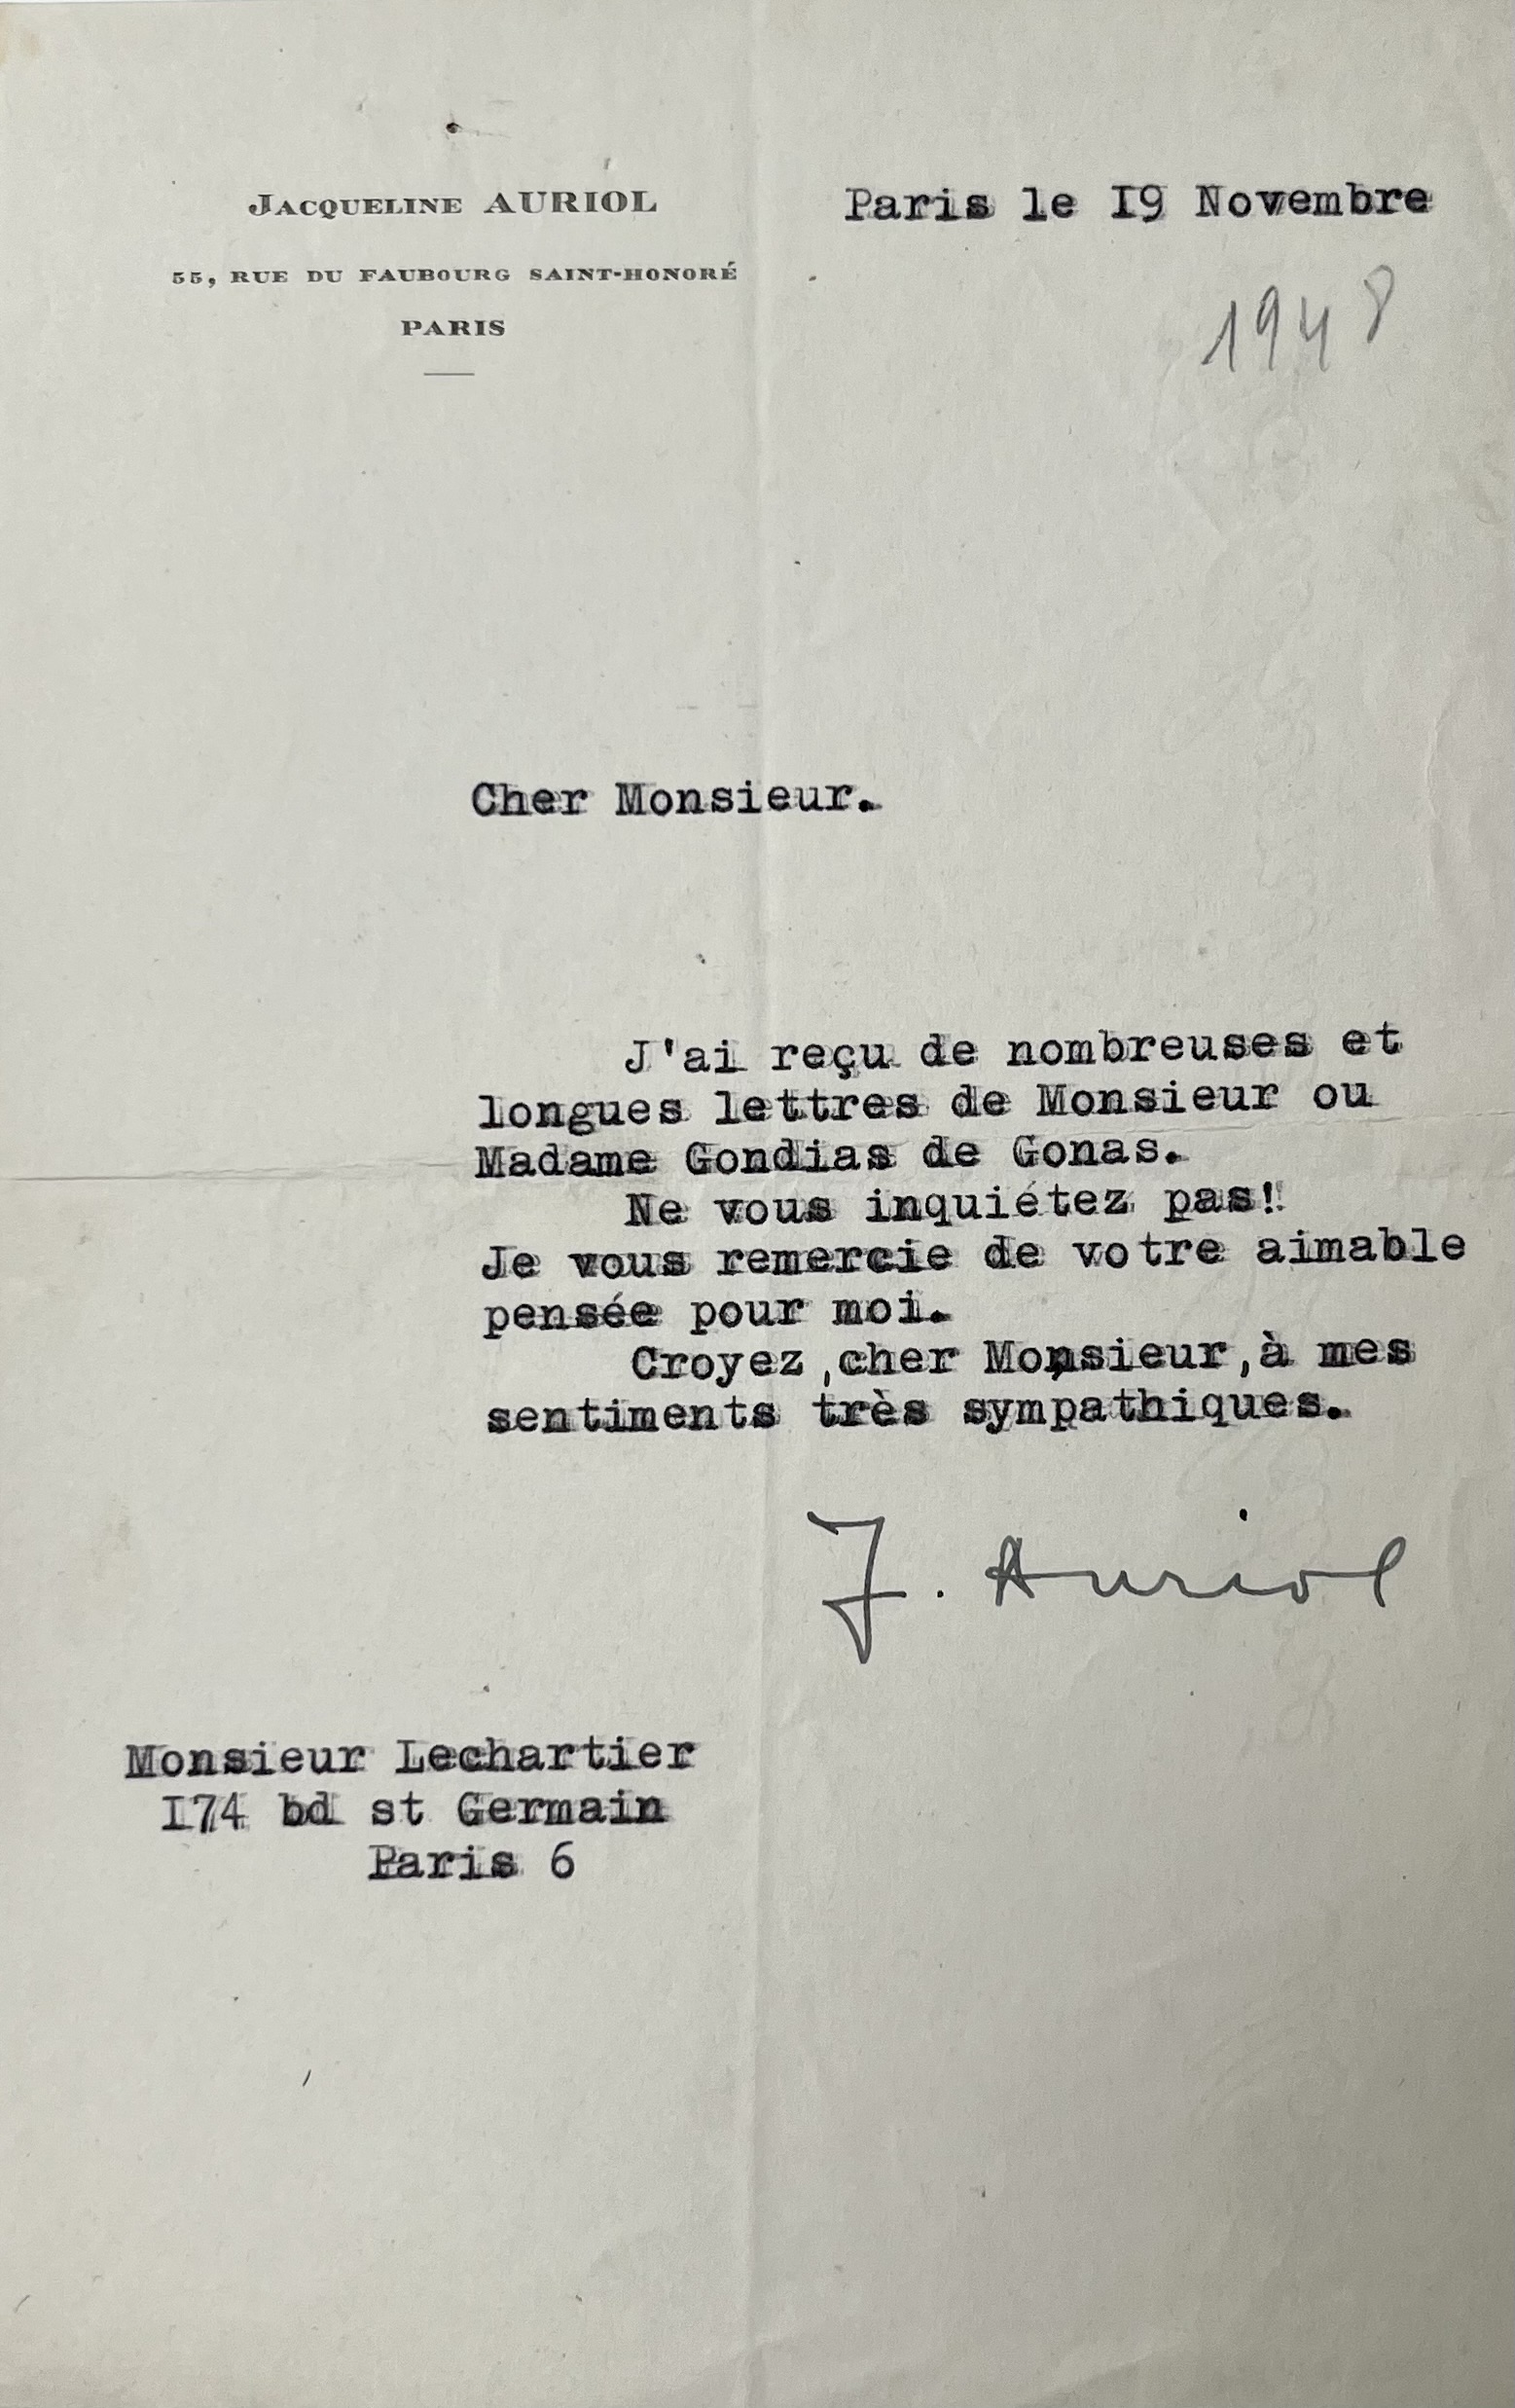 JACQUELINE AURIOL
55, RUE DU FAUBOURG SAINT-HONORÉ
PARIS
Paris le I9 Novembre
1948
Cher Monsieur.
J'ai reçu de nombreuses et
longues lettres de Monsieur ou
Madame Gondias de Gonas.
Ne vous inquiétez pas!
Je vous remercie de votre aimable
pensée pour moi.
Croyez,cher Monsieur,à mes
sentiments très sympathiques.
J. Auriol
Monsieur Lechartier
I74 bd st Germain
Paris 6